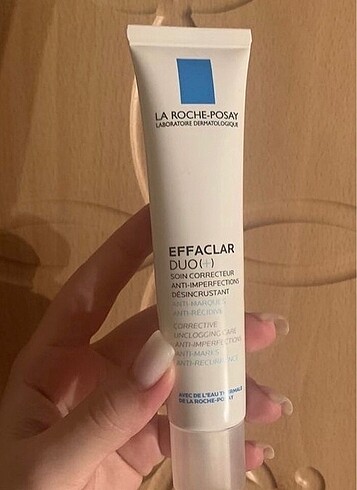 LA ROCHE-POSAY
LABORATOIRE DERMATOLOGIQUE
EFFACLAR
DUO(+)
SOIN CORRECTEUR
ANTI-IMPERFECTIONS
DÉSINCRUSTANT
ANTI-MARQUES
ANTI-RÉCIDIVE
CORRECTIVE
UNCLOGGING CARE
ANTI-IMPERFECTIONS
ANTI-MARKS
ANTI-RECURRENCE
AVEC DE L'EAU THERMALE
DE LA ROCHE-POSAY